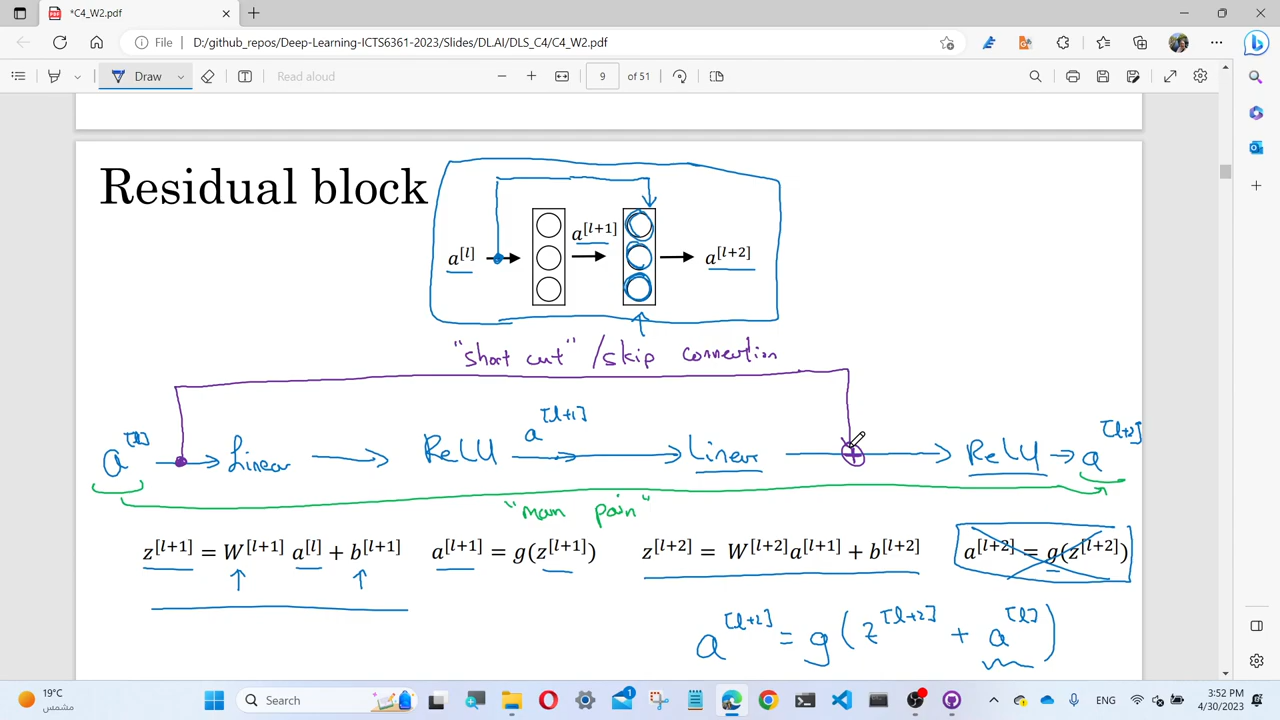 *C4_W2.pdf
File D:/github_repos/Deep-Learning-ICTS6361-2023/Slides/DL.AI/DLS_C4/C4_W2.pdf
Draw Read aloud 9 of 51
Residual block
a^[l] a^[l+1] a^[l+2]
"short cut" / skip connection
a^[l] Linear ReLU a^[l+1] Linear ReLU a^[l+2]
"main path"
z^[l+1] = W^[l+1] a^[l] + b^[l+1] a^[l+1] = g(z^[l+1]) z^[l+2] = W^[l+2]a^[l+1] + b^[l+2] a^[l+2] = g(z^[l+2])
a^[l+2] = g(z^[l+2] + a^[l])
19°C
مشمس
Search
1
ENG
3:52 PM
4/30/2023